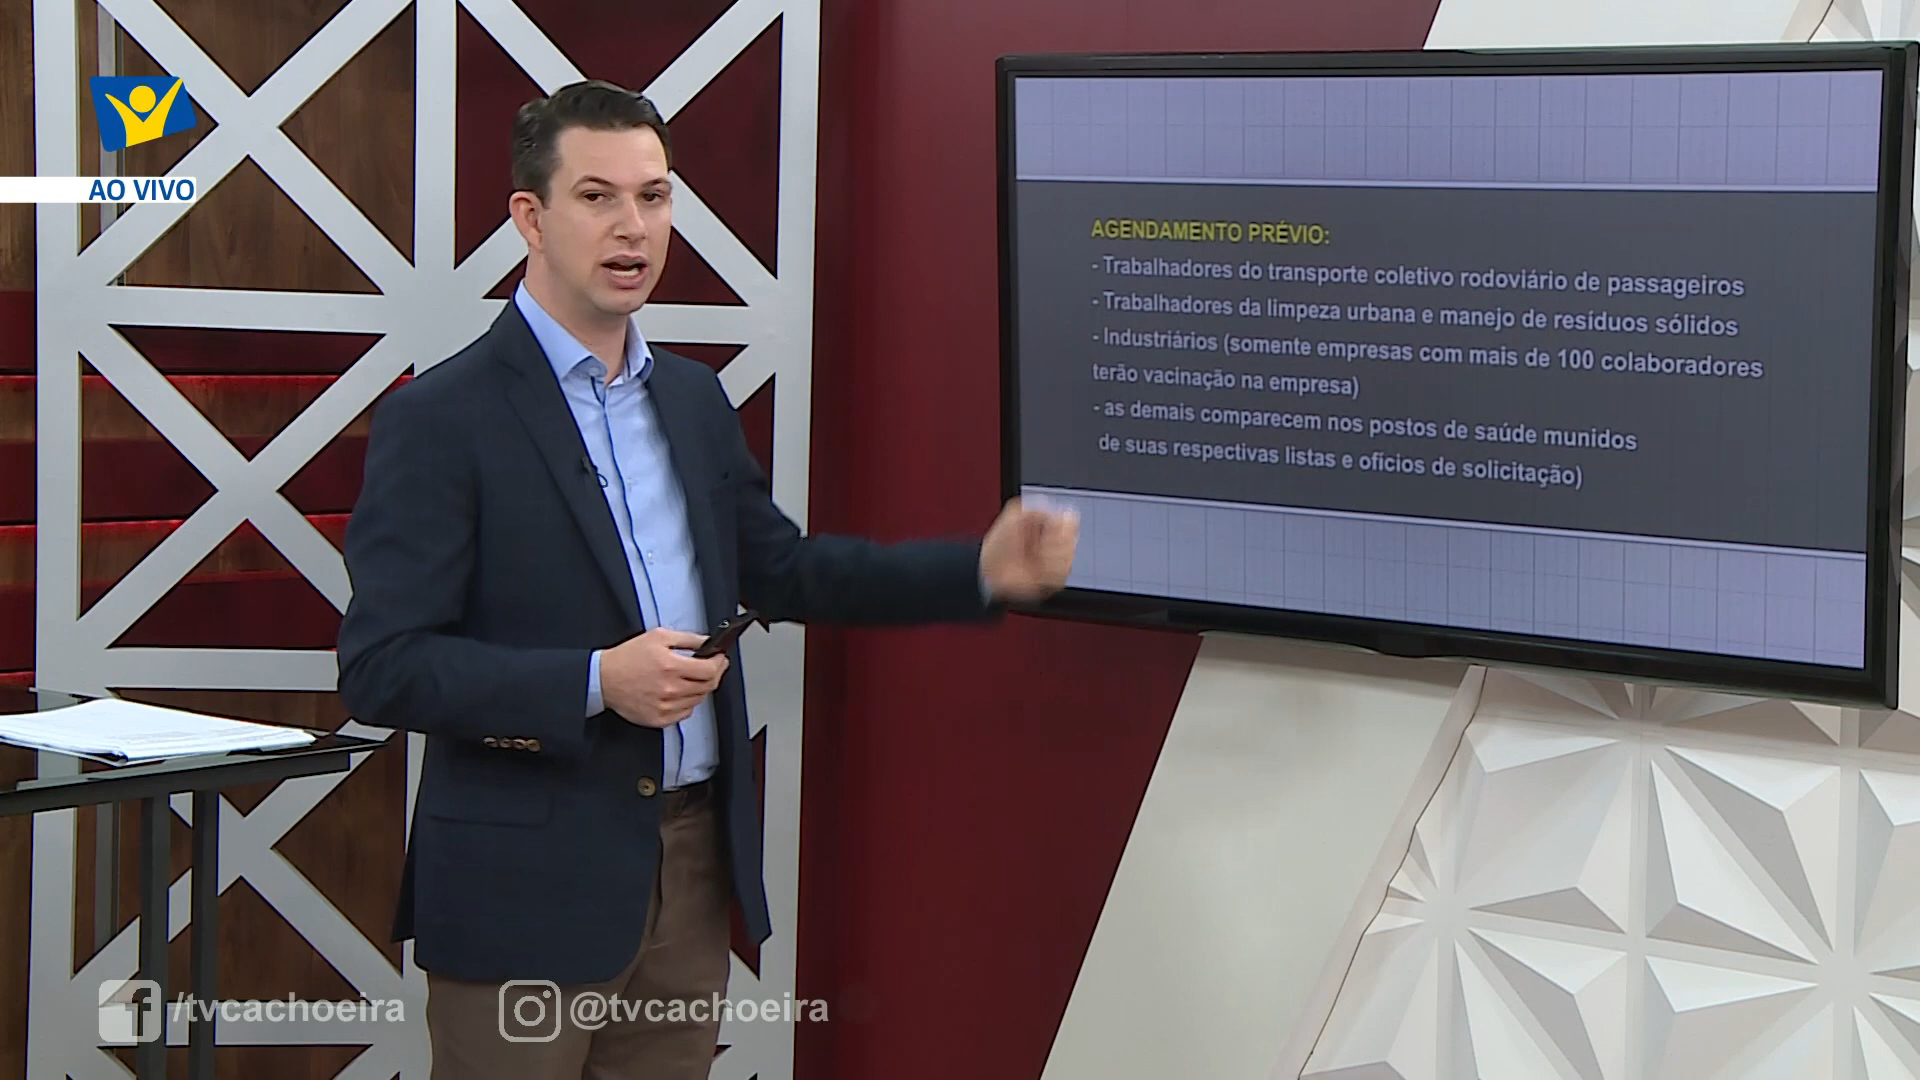 AO VIVO
AGENDAMENTO PRÉVIO:
- Trabalhadores do transporte coletivo rodoviário de passageiros
- Trabalhadores da limpeza urbana e manejo de resíduos sólidos
- Industriários (somente empresas com mais de 100 colaboradores
terão vacinação na empresa)
- as demais comparecem nos postos de saúde munidos
de suas respectivas listas e ofícios de solicitação)
/tvcachoeira
@tvcachoeira